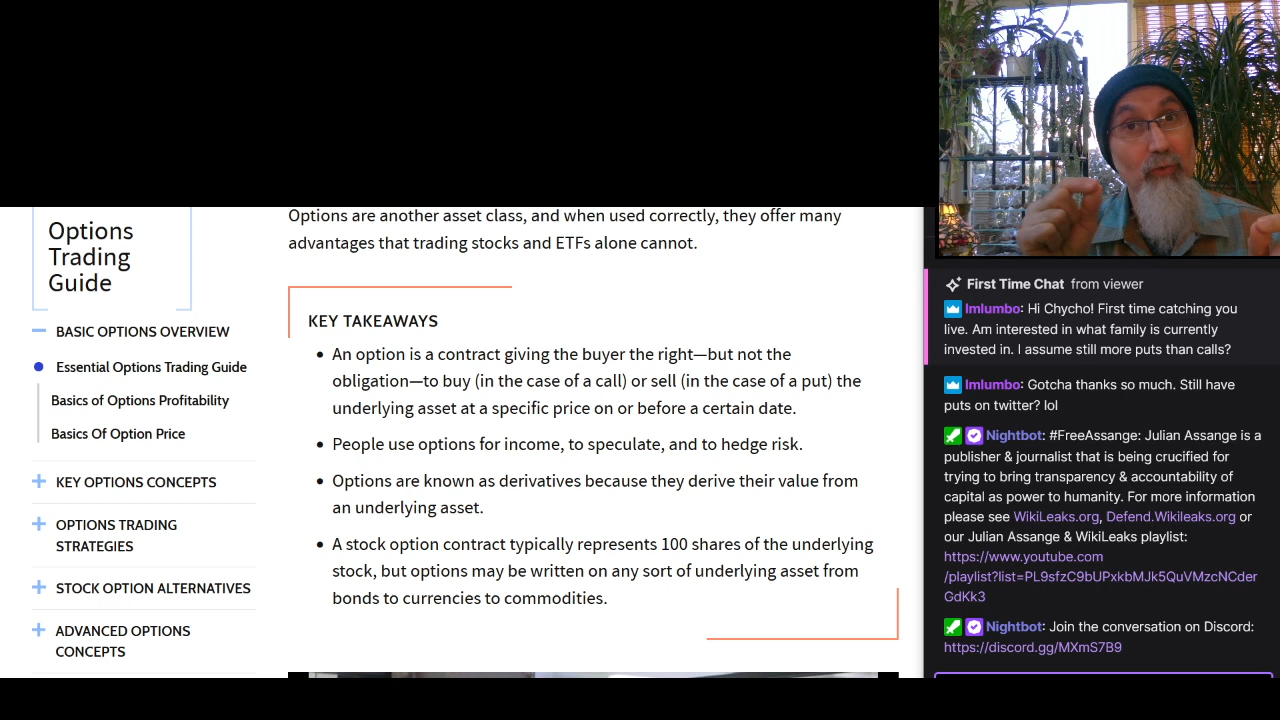 Options are another asset class, and when used correctly, they offer many
advantages that trading stocks and ETFs alone cannot.
Options
Trading
Guide
BASIC OPTIONS OVERVIEW
Essential Options Trading Guide
Basics of Options Profitability
Basics Of Option Price
KEY OPTIONS CONCEPTS
OPTIONS TRADING
STRATEGIES
STOCK OPTION ALTERNATIVES
ADVANCED OPTIONS
CONCEPTS
KEY TAKEAWAYS
• An option is a contract giving the buyer the right—but not the
obligation—to buy (in the case of a call) or sell (in the case of a put) the
underlying asset at a specific price on or before a certain date.
• People use options for income, to speculate, and to hedge risk.
• Options are known as derivatives because they derive their value from
an underlying asset.
• A stock option contract typically represents 100 shares of the underlying
stock, but options may be written on any sort of underlying asset from
bonds to currencies to commodities.
First Time Chat from viewer
Imlumbo: Hi Chycho! First time catching you
live. Am interested in what family is currently
invested in. I assume still more puts than calls?
Imlumbo: Gotcha thanks so much. Still have
puts on twitter? lol
Nightbot: #FreeAssange: Julian Assange is a
publisher & journalist that is being crucified for
trying to bring transparency & accountability of
capital as power to humanity. For more information
please see WikiLeaks.org, Defend.Wikileaks.org or
our Julian Assange & WikiLeaks playlist:
https://www.youtube.com
/playlist?list=PL9sfzC9bUPxkbMJk5QuVMzcNCder
GdKk3
Nightbot: Join the conversation on Discord:
https://discord.gg/MXmS7B9